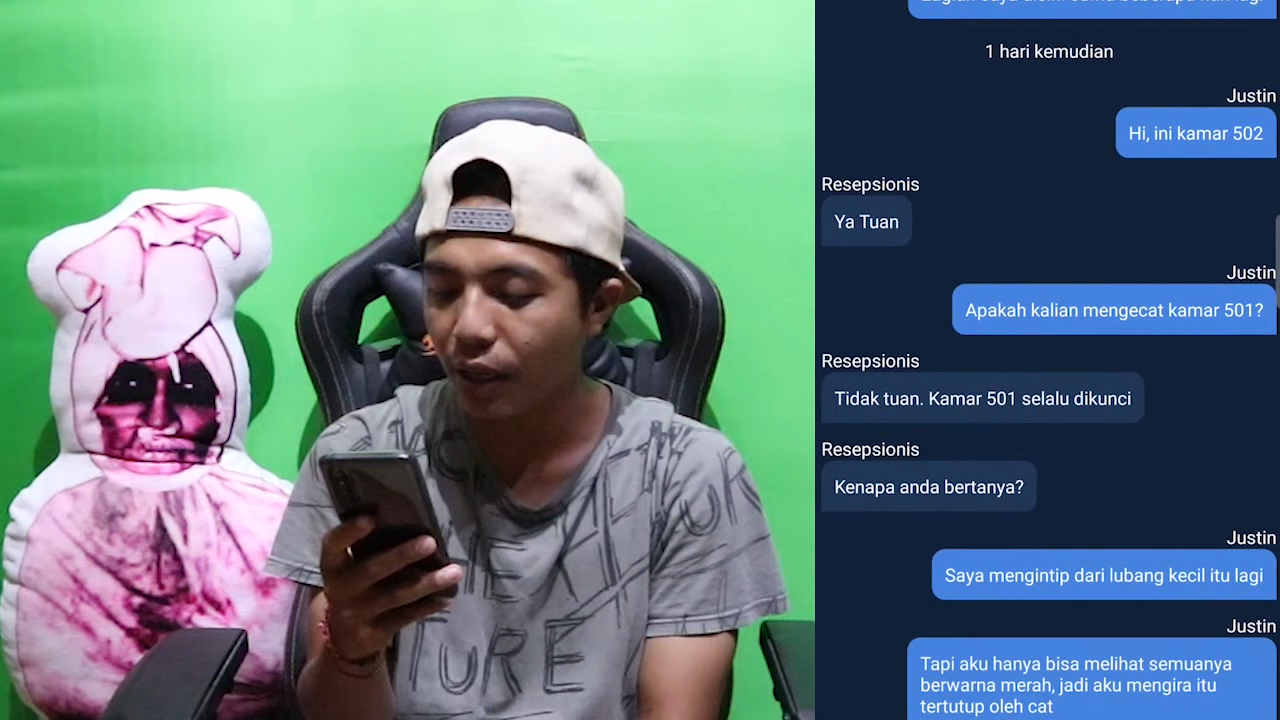 1 hari kemudian
Justin
Hi, ini kamar 502
Resepsionis
Ya Tuan
Justin
Apakah kalian mengecat kamar 501?
Resepsionis
Tidak tuan. Kamar 501 selalu dikunci
Resepsionis
Kenapa anda bertanya?
Justin
Saya mengintip dari lubang kecil itu lagi
Justin
Tapi aku hanya bisa melihat semuanya
berwarna merah, jadi aku mengira itu
tertutup oleh cat
TURE